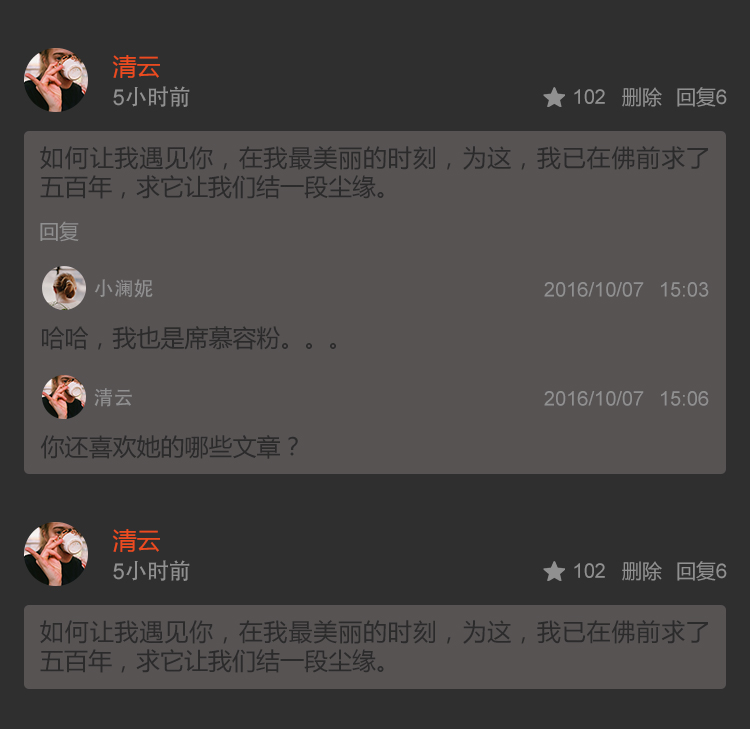 清云
5小时前
102 删除 回复6
如何让我遇见你，在我最美丽的时刻，为这，我已在佛前求了
五百年，求它让我们结一段尘缘。
回复
小澜妮
2016/10/07 15:03
哈哈，我也是席慕容粉。。。
清云
2016/10/07 15:06
你还喜欢她的哪些文章？
清云
5小时前
102 删除 回复6
如何让我遇见你，在我最美丽的时刻，为这，我已在佛前求了
五百年，求它让我们结一段尘缘。